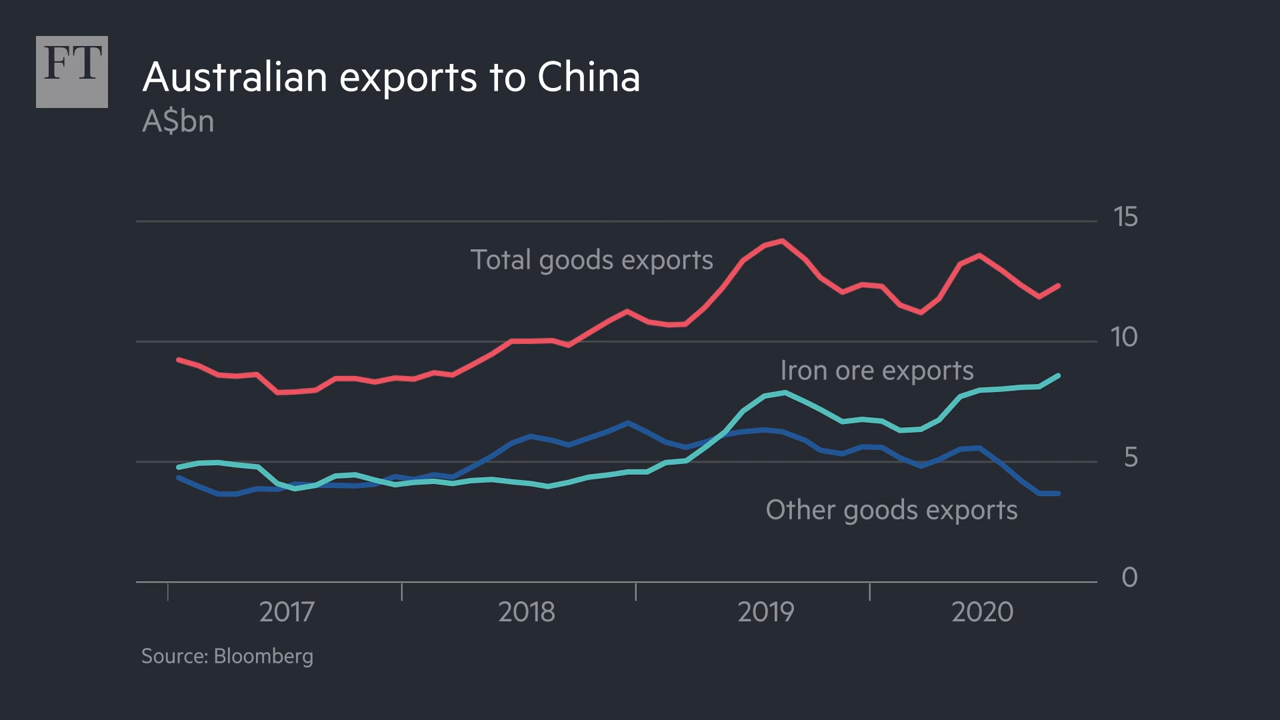 FT
Australian exports to China
A$bn
15
Total goods exports
10
Iron ore exports
5
Other goods exports
0
2017 2018 2019 2020
Source: Bloomberg